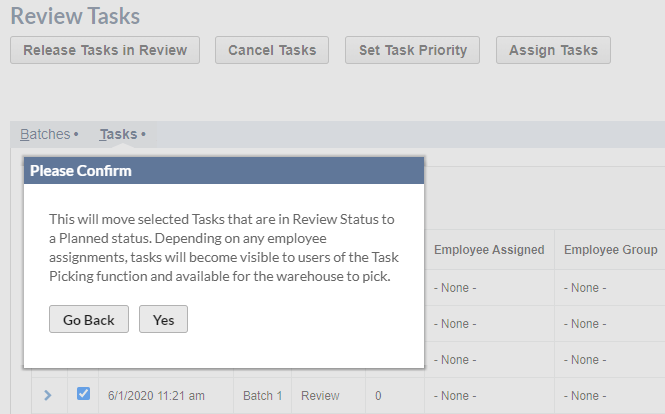 Review Tasks
Release Tasks in Review Cancel Tasks Set Task Priority Assign Tasks
Batches • Tasks •
Please Confirm
This will move selected Tasks that are in Review Status to
a Planned status. Depending on any employee
assignments, tasks will become visible to users of the Task
Picking function and available for the warehouse to pick.
Go Back Yes
Employee Assigned Employee Group
- None - - None -
- None - - None -
- None - - None -
6/1/2020 11:21 am Batch 1 Review 0 - None - - None -